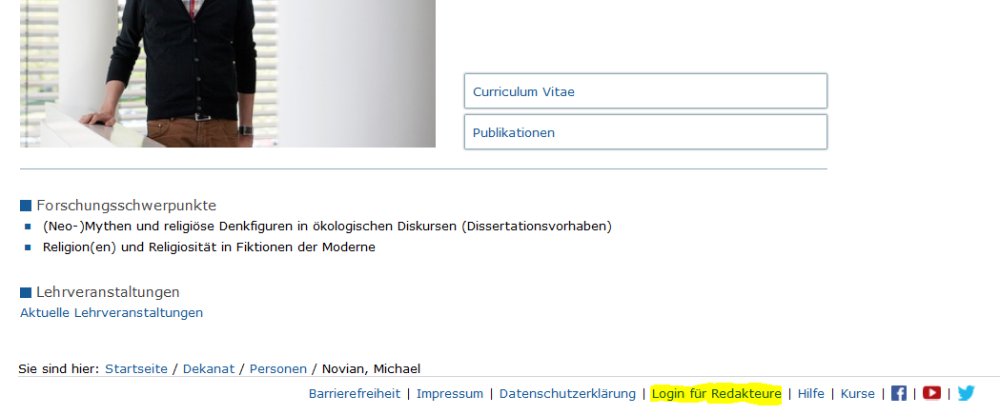 Curriculum Vitae
Publikationen
Forschungsschwerpunkte
(Neo-)Mythen und religiöse Denkfiguren in ökologischen Diskursen (Dissertationsvorhaben)
Religion(en) und Religiosität in Fiktionen der Moderne
Lehrveranstaltungen
Aktuelle Lehrveranstaltungen
Sie sind hier: Startseite / Dekanat / Personen / Novian, Michael
Barrierefreiheit | Impressum | Datenschutzerklärung | Login für Redakteure | Hilfe | Kurse | | |